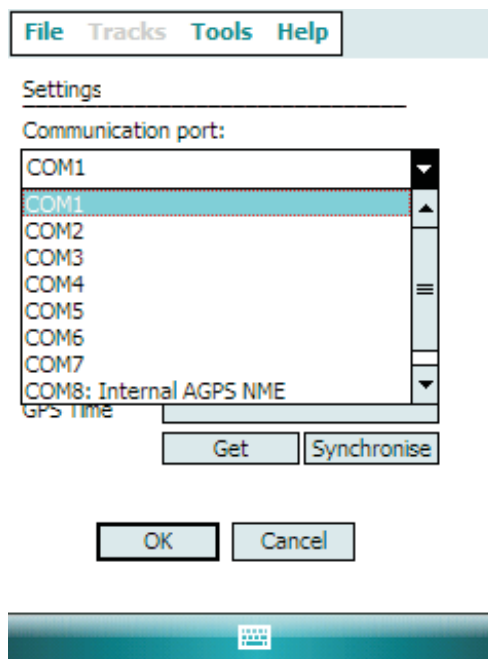 File Tracks Tools Help
Settings
Communication port:
COM1
COM1
COM2
COM3
COM4
COM5
COM6
COM7
COM8: Internal AGPS NME
GPS Time
Get Synchronise
OK Cancel